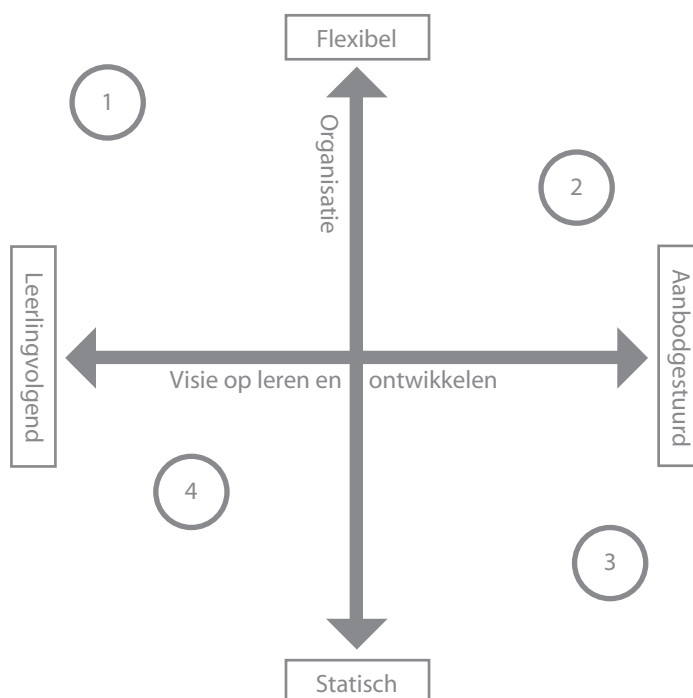 Flexibel
1
Organisatie
2
Leerlingvolgend
Aanbodgestuurd
Visie op leren en ontwikkelen
4
3
Statisch